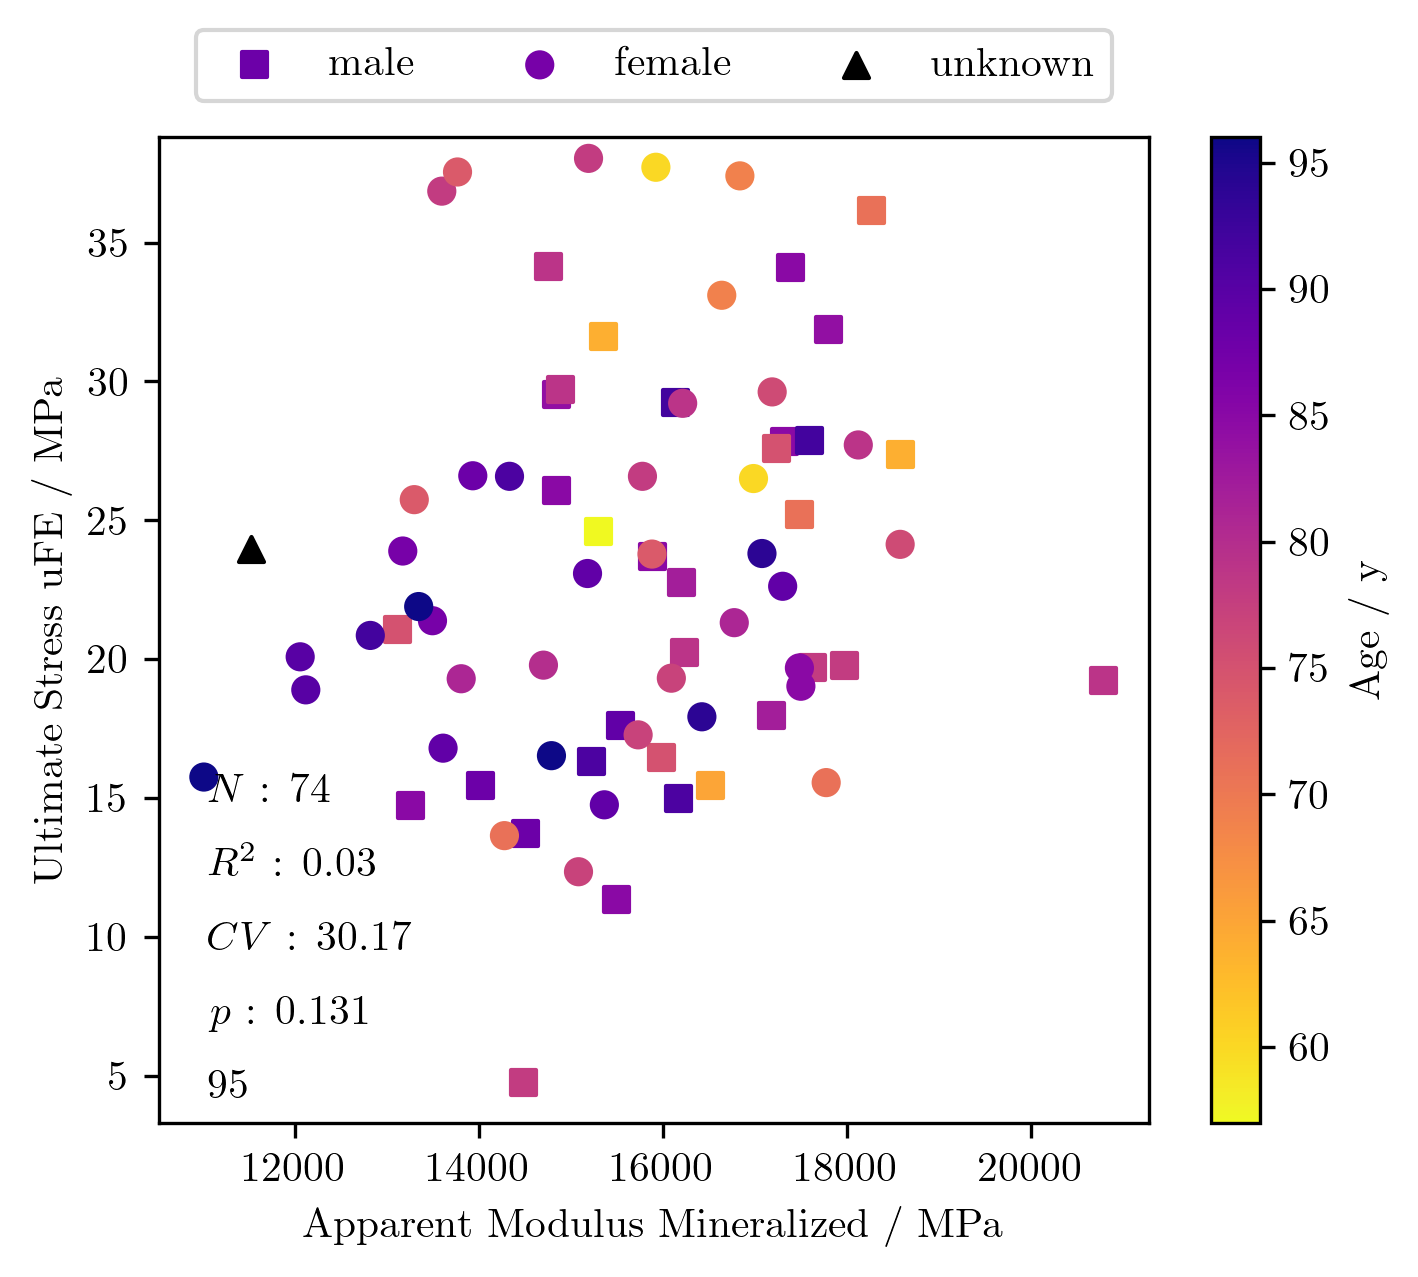 male female unknown
Ultimate Stress uFE / MPa
35
30
25
20
15
10
5
N : 74
R² : 0.03
CV : 30.17
p : 0.131
95
12000 14000 16000 18000 20000
Apparent Modulus Mineralized / MPa
95
90
85
80
75
70
65
60
Age / y